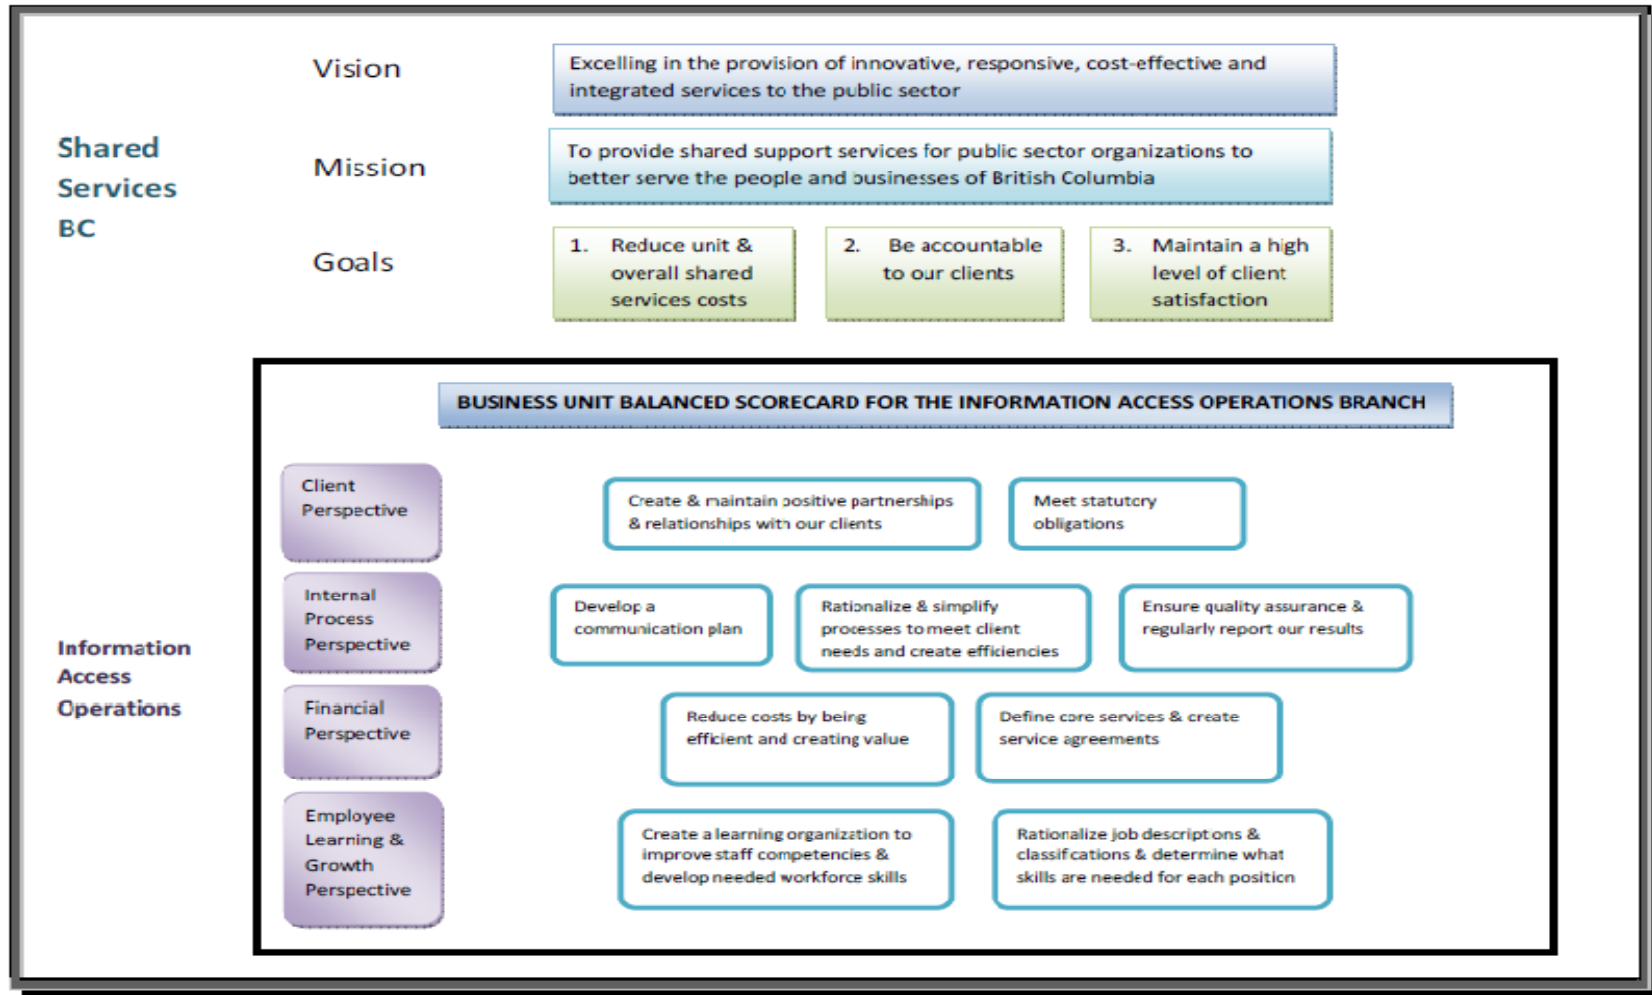 Vision
Excelling in the provision of innovative, responsive, cost-effective and
integrated services to the public sector
Shared
Services
BC
Mission
To provide shared support services for public sector organizations to
better serve the people and businesses of British Columbia
Goals
1. Reduce unit &
overall shared
services costs
2. Be accountable
to our clients
3. Maintain a high
level of client
satisfaction
BUSINESS UNIT BALANCED SCORECARD FOR THE INFORMATION ACCESS OPERATIONS BRANCH
Information
Access
Operations
Client
Perspective
Create & maintain positive partnerships
& relationships with our clients
Meet statutory
obligations
Internal
Process
Perspective
Develop a
communication plan
Rationalize & simplify
processes to meet client
needs and create efficiencies
Ensure quality assurance &
regularly report our results
Financial
Perspective
Reduce costs by being
efficient and creating value
Define core services & create
service agreements
Employee
Learning &
Growth
Perspective
Create a learning organization to
improve staff competencies &
develop needed workforce skills
Rationalize job descriptions &
classifcations & determine what
skills are needed for each position